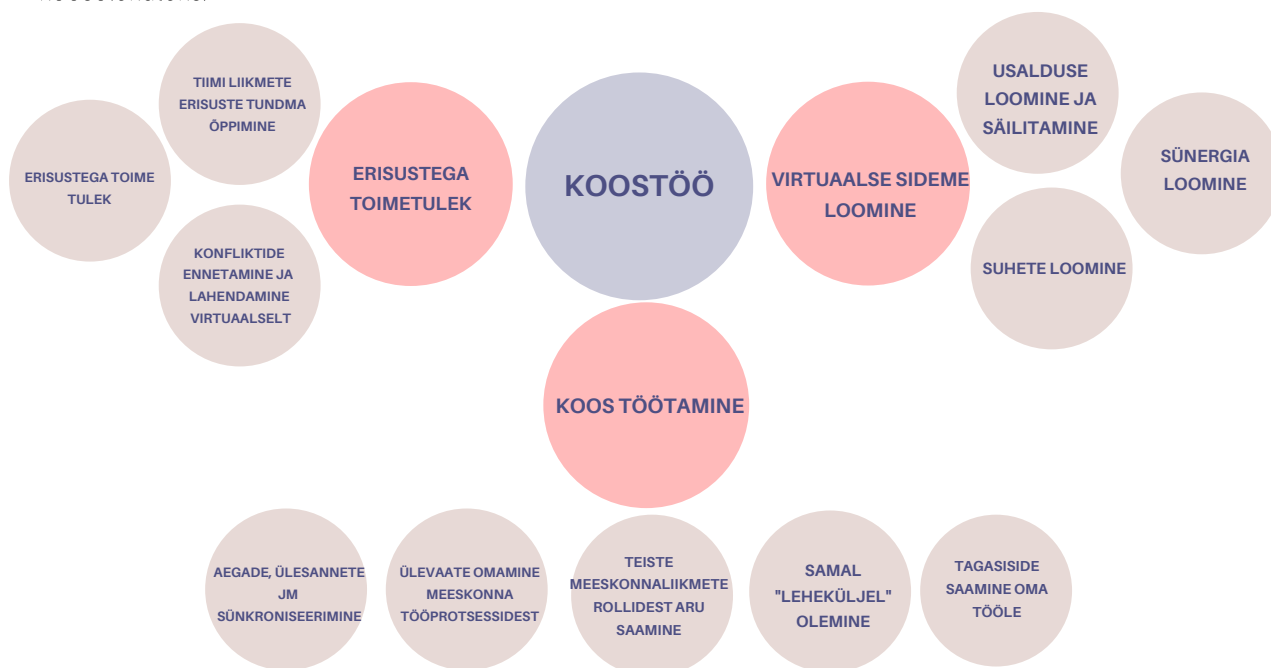 TIIMI LIIKMETE
ERISUSTE TUNDMA
ÕPPIMINE
ERISTUSTEGA TOIME
TULEK
KONFLIKTIDE
ENNETAMINE JA
LAHENDAMINE
VIRTUAALSELT
ERISUSTEGA
TOIMETULEK
KOOSTÖÖ
VIRTUAALSE SIDEME
LOOMINE
USALDUSE
LOOMINE JA
SÄILITAMINE
SÜNERGIA
LOOMINE
SUHETE LOOMINE
KOOS TÖÖTAMINE
AEGADE, ÜLESANNETE
JM
SÜNKRONISEERIMINE
ÜLEVAATE OMAMINE
MEESKONNA
TÖÖPROTSESSIDEST
TEISTE
MEESKONNALIIKMETE
ROLLIDEST ARU
SAAMINE
SAMAL
"LEHEKÜLJEL"
OLEMINE
TAGASISIDE
SAAMINE OMA
TÖÖLE